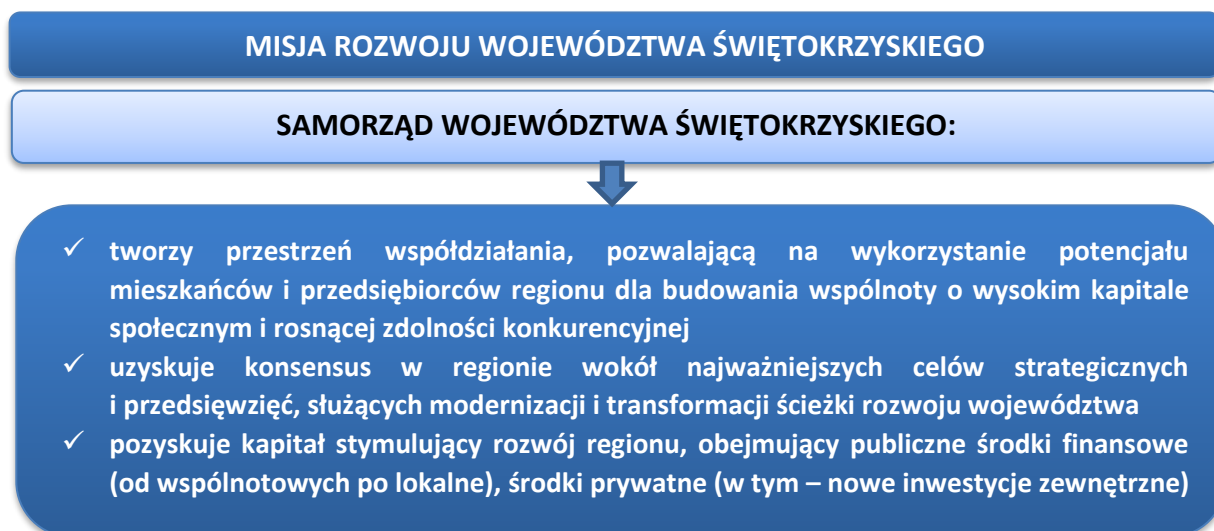 MISJA ROZWOJU WOJEWÓDZTWA ŚWIĘTOKRZYSKIEGO
SAMORZĄD WOJEWÓDZTWA ŚWIĘTOKRZYSKIEGO:
✓ tworzy przestrzeń współdziałania, pozwalającą na wykorzystanie potencjału
mieszkańców i przedsiębiorców regionu dla budowania wspólnoty o wysokim kapitale
społecznym i rosnącej zdolności konkurencyjnej
✓ uzyskuje konsensus w regionie wokół najważniejszych celów strategicznych
i przedsięwzięć, służących modernizacji i transformacji ścieżki rozwoju województwa
✓ pozyskuje kapitał stymulujący rozwój regionu, obejmujący publiczne środki finansowe
(od wspólnotowych po lokalne), środki prywatne (w tym – nowe inwestycje zewnętrzne)